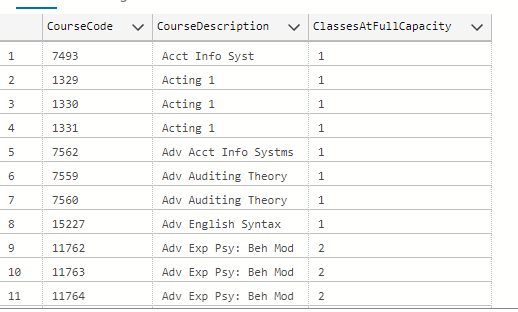 CourseCode CourseDescription ClassesAtFullCapacity
1 7493 Acct Info Syst 1
2 1329 Acting 1 1
3 1330 Acting 1 1
4 1331 Acting 1 1
5 7562 Adv Acct Info Systms 1
6 7559 Adv Auditing Theory 1
7 7560 Adv Auditing Theory 1
8 15227 Adv English Syntax 1
9 11762 Adv Exp Psy: Beh Mod 2
10 11763 Adv Exp Psy: Beh Mod 2
11 11764 Adv Exp Psy: Beh Mod 2